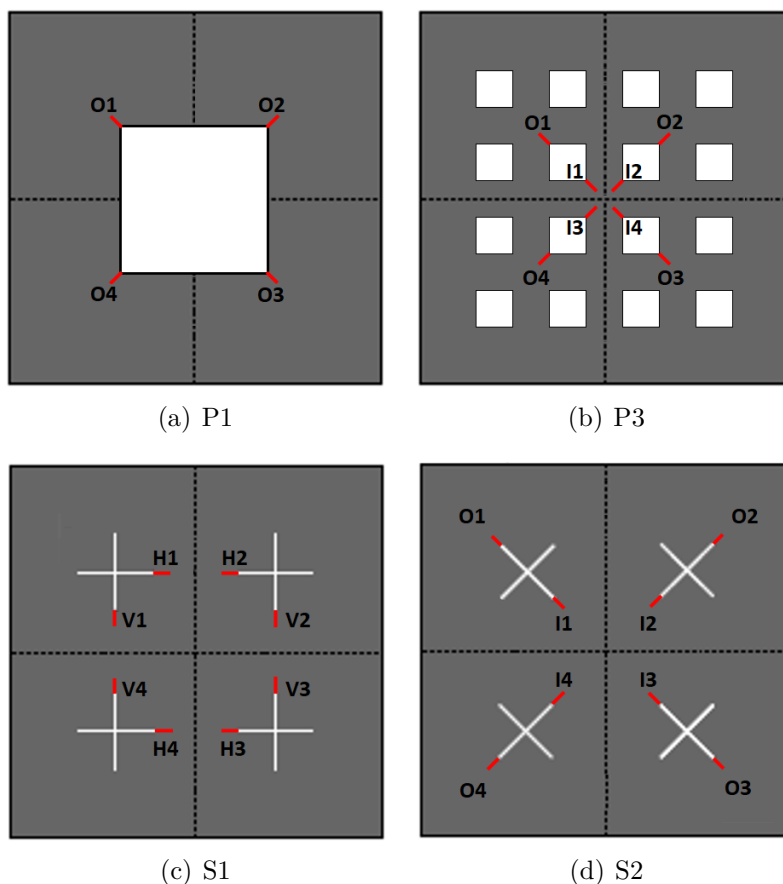 O1 O2
O4 O3
(a) P1
O1 O2
I1 I2
I3 I4
O4 O3
(b) P3
H1 H2
V1 V2
V4 V3
H4 H3
(c) S1
O1 O2
I1 I2
I4 I3
O4 O3
(d) S2